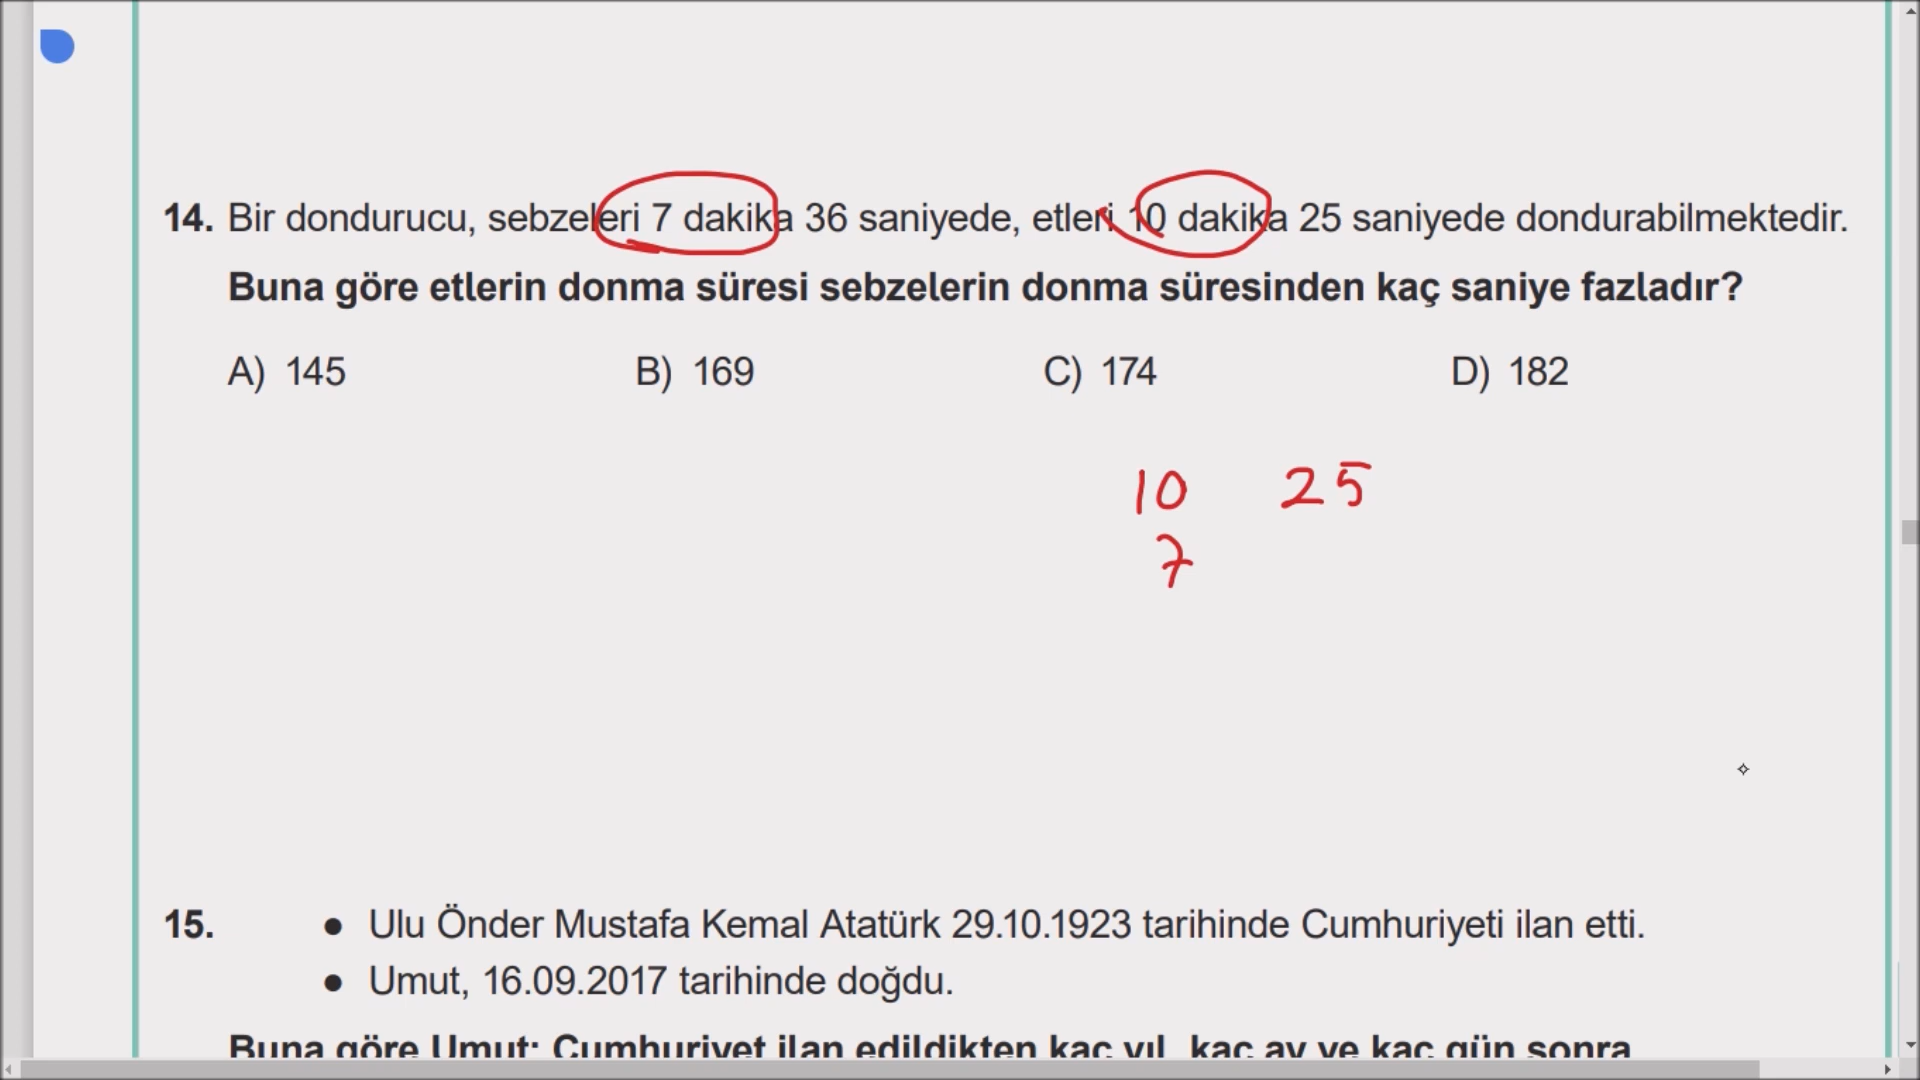 14. Bir dondurucu, sebzeleri 7 dakika 36 saniyede, etleri 10 dakika 25 saniyede dondurabilmektedir.
Buna göre etlerin donma süresi sebzelerin donma süresinden kaç saniye fazladır?
A) 145 B) 169 C) 174 D) 182
10 25
7
15. ● Ulu Önder Mustafa Kemal Atatürk 29.10.1923 tarihinde Cumhuriyeti ilan etti.
● Umut, 16.09.2017 tarihinde doğdu.
Buna göre Umut; Cumhuriyet ilan edildikten kaç yıl, kaç ay ve kaç gün sonra